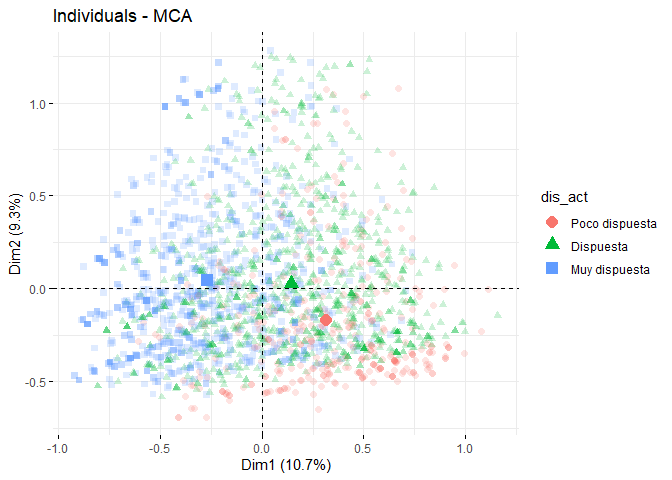 Individuals - MCA
Dim2 (9.3%)
1.0
0.5
0.0
-0.5
-1.0
-0.5
0.0
0.5
1.0
Dim1 (10.7%)
dis_act
Poco dispuesta
Dispuesta
Muy dispuesta